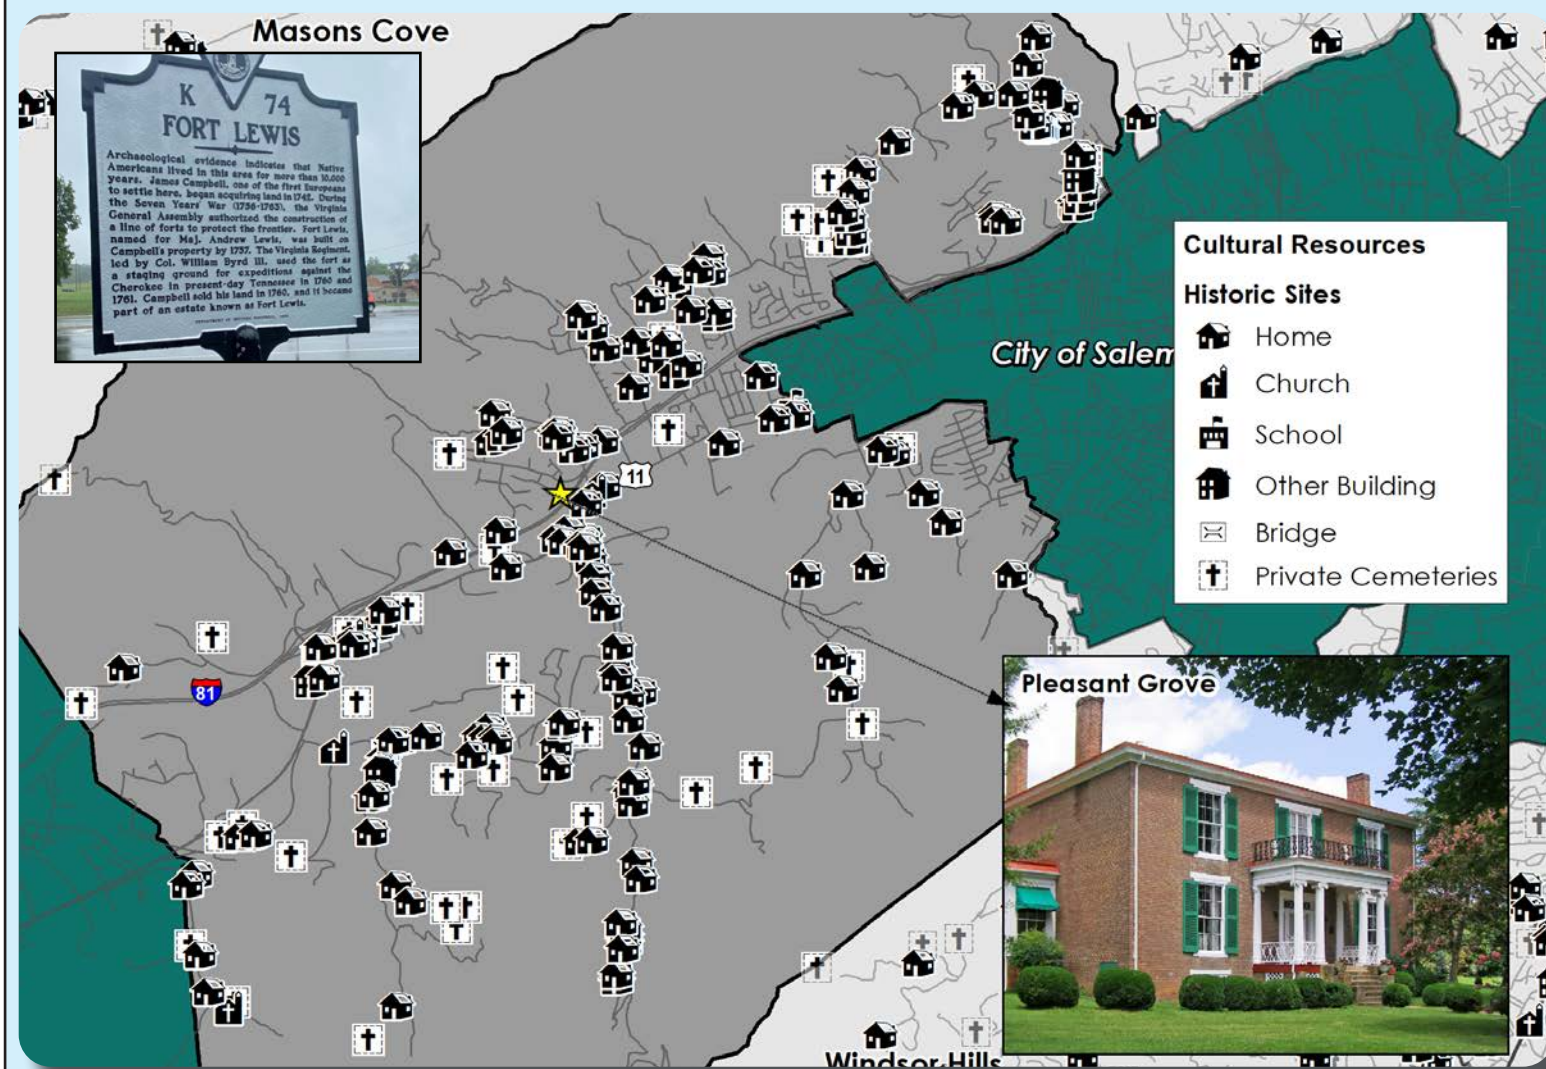 Masons Cove
K 74
FORT LEWIS
Archaeological evidence indicates that Native
Americans lived in this area for more than 10,000
years. James Campbell, one of the first Europeans
to settle here, began acquiring land in 1742. During
the Seven Years' War (1756-1763), the Virginia
General Assembly authorized the construction of
a line of forts to protect the frontier. Fort Lewis,
named for Maj. Andrew Lewis, was built on
Campbell's property by 1757. The Virginia Regiment,
led by Col. William Byrd III, used the fort as
a staging ground for expeditions against the
Cherokee in present-day Tennessee in 1760 and
1761. Campbell sold his land in 1760, and it became
part of an estate known as Fort Lewis.
City of Salem
Cultural Resources
Historic Sites
Home
Church
School
Other Building
Bridge
Private Cemeteries
11
81
Pleasant Grove
Windsor Hills